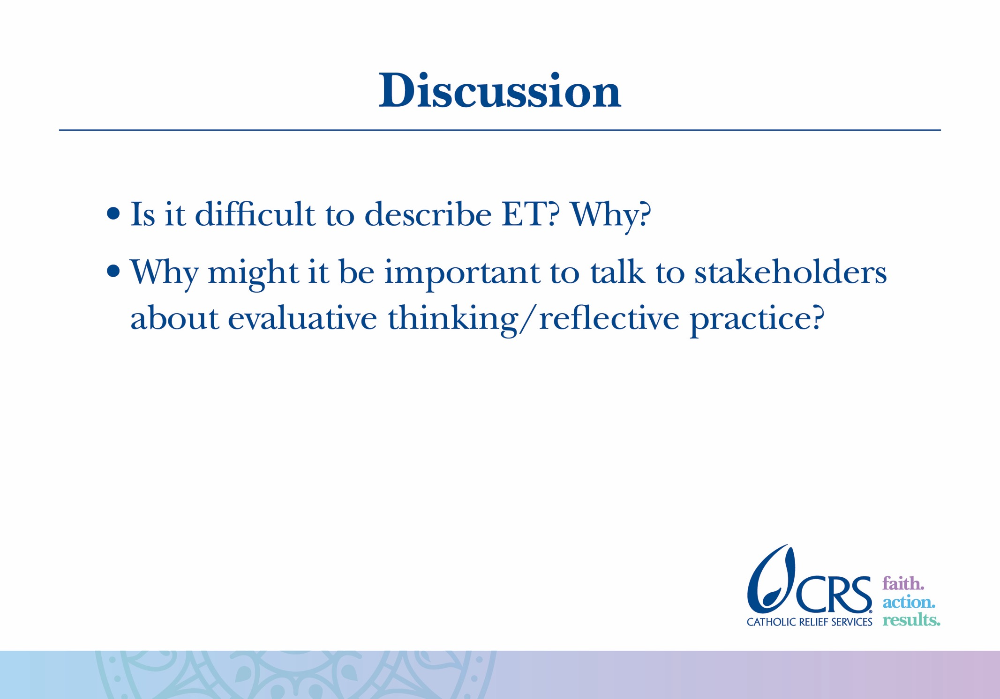 Discussion
• Is it difficult to describe ET? Why?
• Why might it be important to talk to stakeholders
about evaluative thinking/reflective practice?
CRS®
CATHOLIC RELIEF SERVICES
faith.
action.
results.